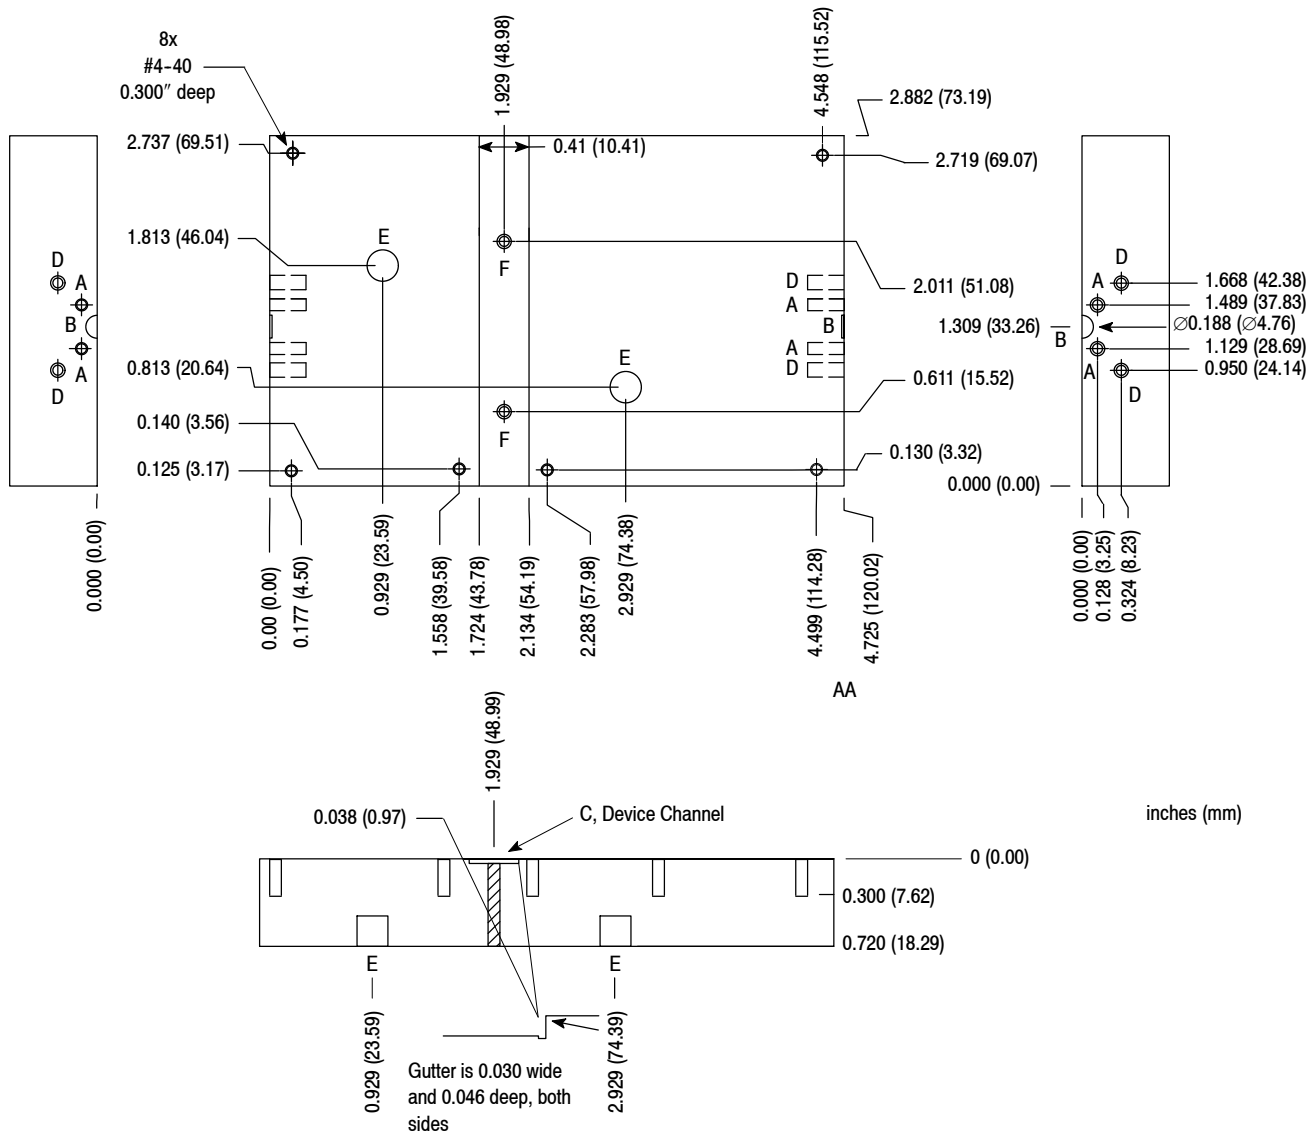 8x
#4-40
0.300″ deep
1.929 (48.98)
4.548 (115.52)
2.882 (73.19)
2.737 (69.51)
0.41 (10.41)
2.719 (69.07)
1.813 (46.04)
E
F
D
A
B
A
D
D
A
B
A
D
2.011 (51.08)
1.309 (33.26)
B
D
A
A
D
1.668 (42.38)
1.489 (37.83)
∅0.188 (∅4.76)
1.129 (28.69)
0.950 (24.14)
0.813 (20.64)
E
0.611 (15.52)
0.140 (3.56)
F
0.125 (3.17)
0.130 (3.32)
0.000 (0.00)
0.000 (0.00)
0.00 (0.00)
0.177 (4.50)
0.929 (23.59)
1.558 (39.58)
1.724 (43.78)
2.134 (54.19)
2.283 (57.98)
2.929 (74.38)
4.499 (114.28)
4.725 (120.02)
0.000 (0.00)
0.128 (3.25)
0.324 (8.23)
AA
1.929 (48.99)
0.038 (0.97)
C, Device Channel
inches (mm)
0 (0.00)
0.300 (7.62)
0.720 (18.29)
E
E
0.929 (23.59)
2.929 (74.39)
Gutter is 0.030 wide
and 0.046 deep, both
sides